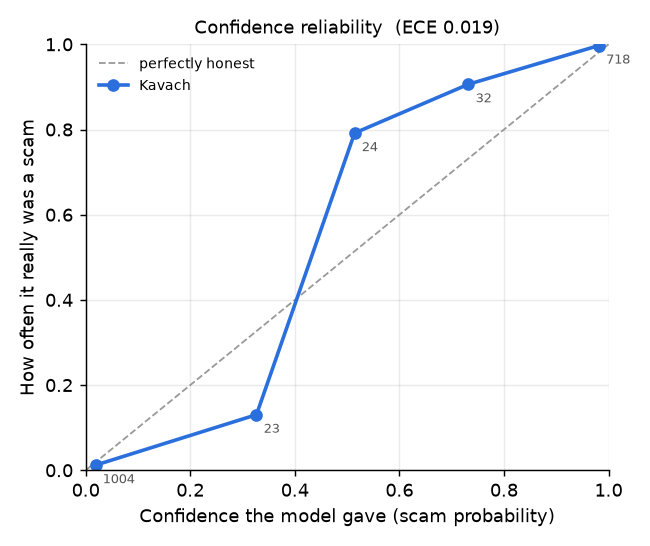 Confidence reliability  (ECE 0.019)
perfectly honest
Kavach
How often it really was a scam
1.0
0.8
0.6
0.4
0.2
0.0
718
32
24
23
1004
0.0 0.2 0.4 0.6 0.8 1.0
Confidence the model gave (scam probability)